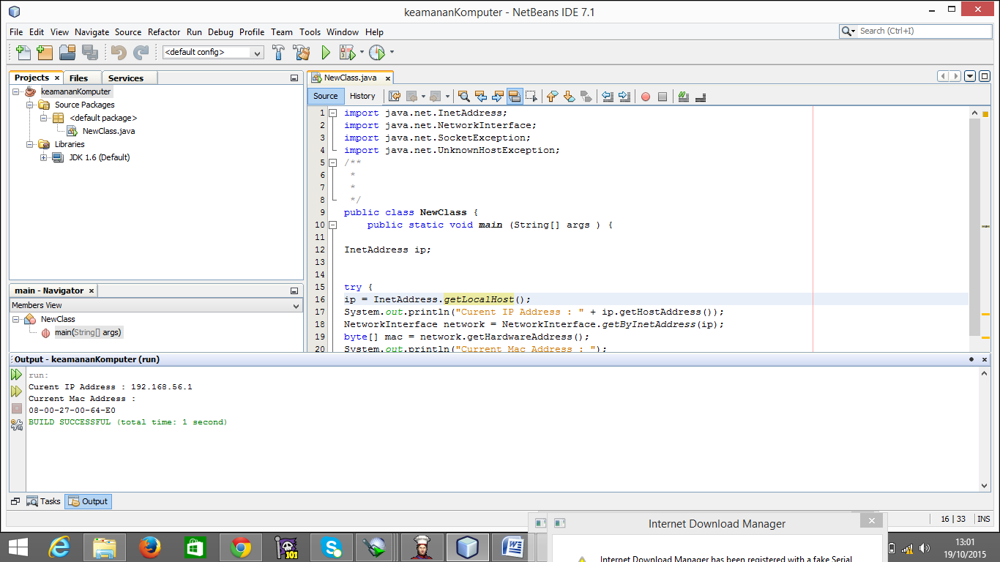 keamananKomputer - NetBeans IDE 7.1
File Edit View Navigate Source Refactor Run Debug Profile Team Tools Window Help
Search (Ctrl+I)
<default config>
Projects Files Services
keamananKomputer
Source Packages
<default package>
NewClass.java
Libraries
JDK 1.6 (Default)
main - Navigator
Members View
NewClass
main(String[] args)
NewClass.java
Source History
1 import java.net.InetAddress;
2 import java.net.NetworkInterface;
3 import java.net.SocketException;
4 import java.net.UnknownHostException;
5 /**
6 *
7 *
8 */
9 public class NewClass {
10 public static void main (String[] args ) {
11
12 InetAddress ip;
13
14
15 try {
16 ip = InetAddress.getLocalHost();
17 System.out.println("Curent IP Address : " + ip.getHostAddress());
18 NetworkInterface network = NetworkInterface.getByInetAddress(ip);
19 byte[] mac = network.getHardwareAddress();
20 System.out.println("Current Mac Address : ");
Output - keamananKomputer (run)
run:
Curent IP Address : 192.168.56.1
Current Mac Address :
08-00-27-00-64-E0
BUILD SUCCESSFUL (total time: 1 second)
Tasks Output
16 | 33 INS
Internet Download Manager
Internet Download Manager has been registered with a fake Serial
101
13:01
19/10/2015